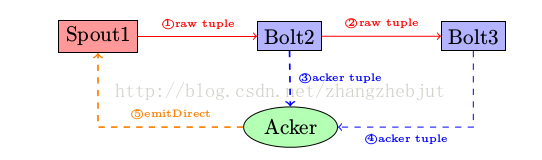 ①raw tuple
②raw tuple
Spout1
Bolt2
Bolt3
③acker tuple
http://blog.csdn.net/zhangzhebjut
⑤emitDirect
Acker
④acker tuple